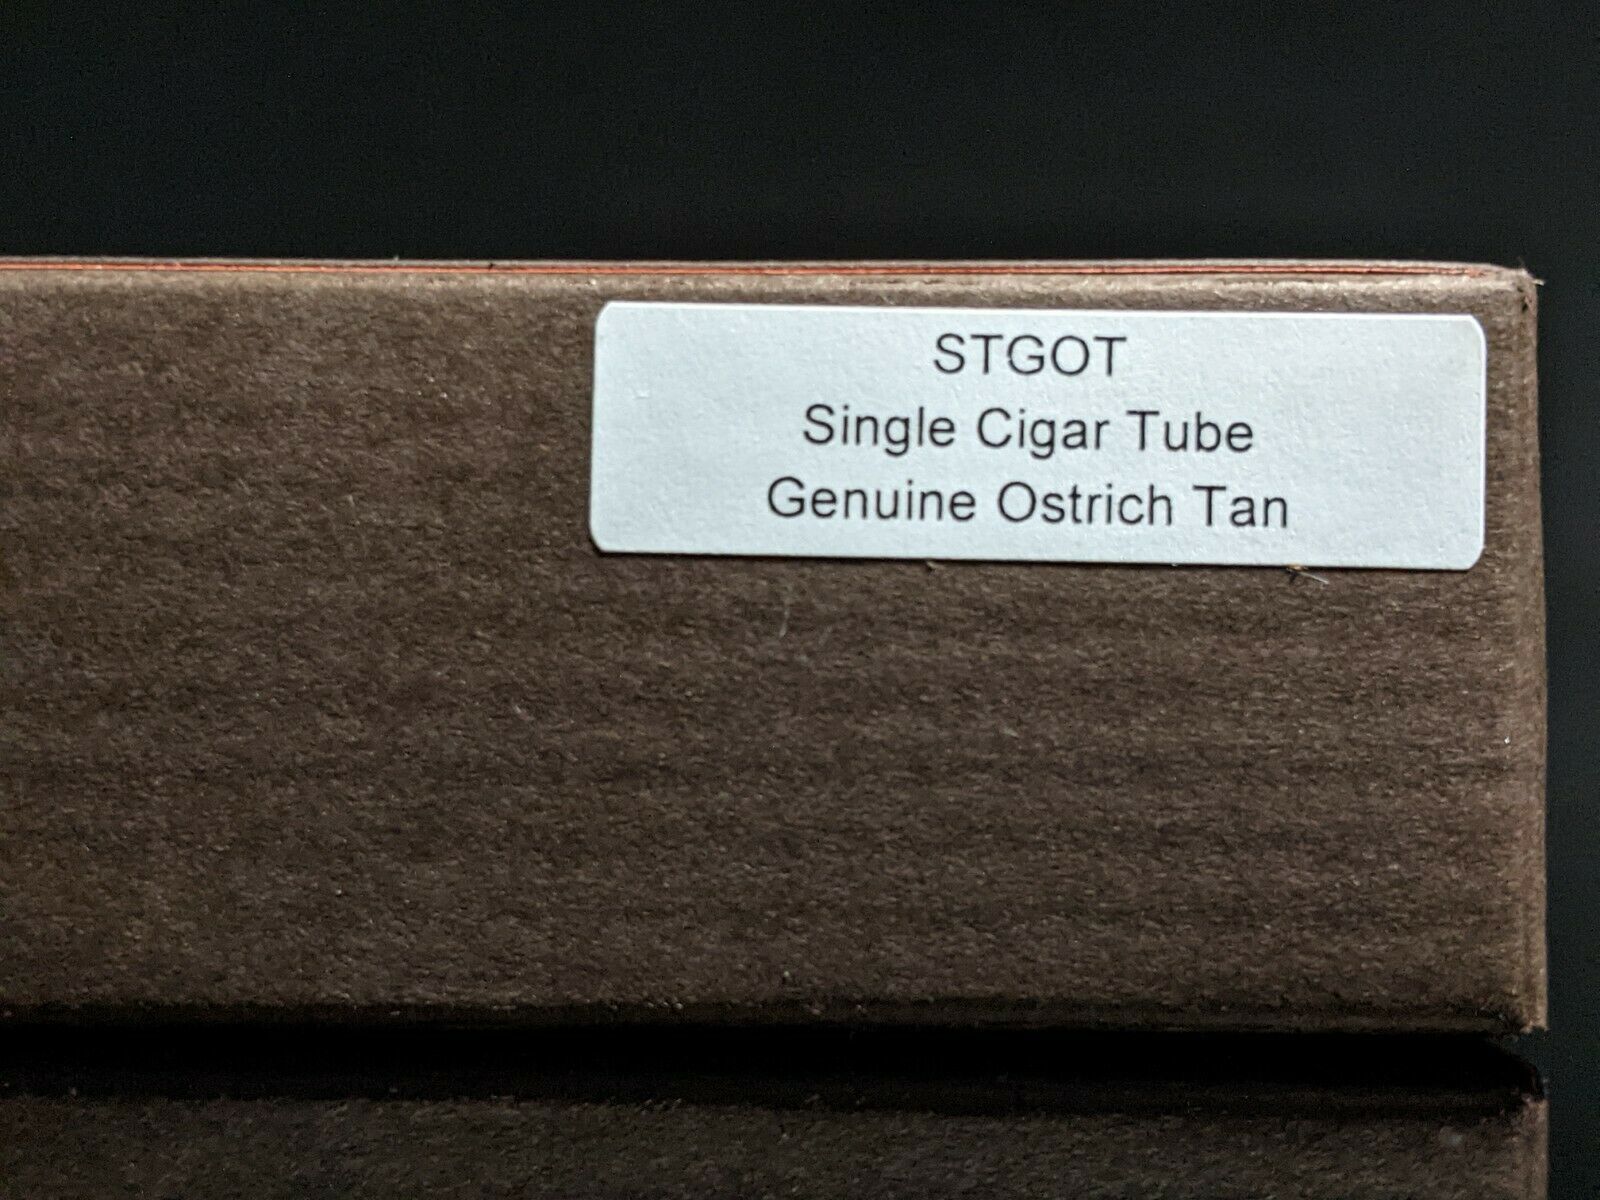 STGOT
Single Cigar Tube
Genuine Ostrich Tan